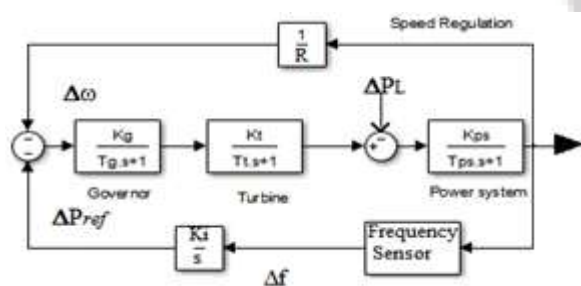 Speed Regulation
1
R
Δω
ΔPL
Kg
Tg.s+1
Kt
Tt.s+1
Kps
Tps.s+1
Governor
Turbine
Power system
ΔPref
Ki
s
Frequency
Sensor
Δf